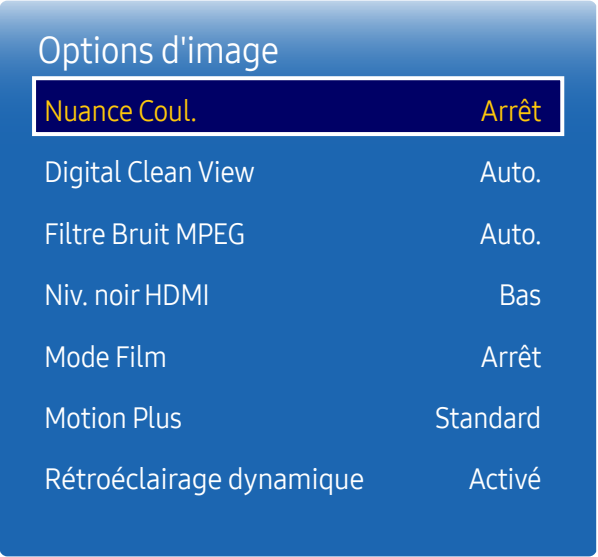 Options d'image
Nuance Coul. Arrêt
Digital Clean View Auto.
Filtre Bruit MPEG Auto.
Niv. noir HDMI Bas
Mode Film Arrêt
Motion Plus Standard
Rétroéclairage dynamique Activé